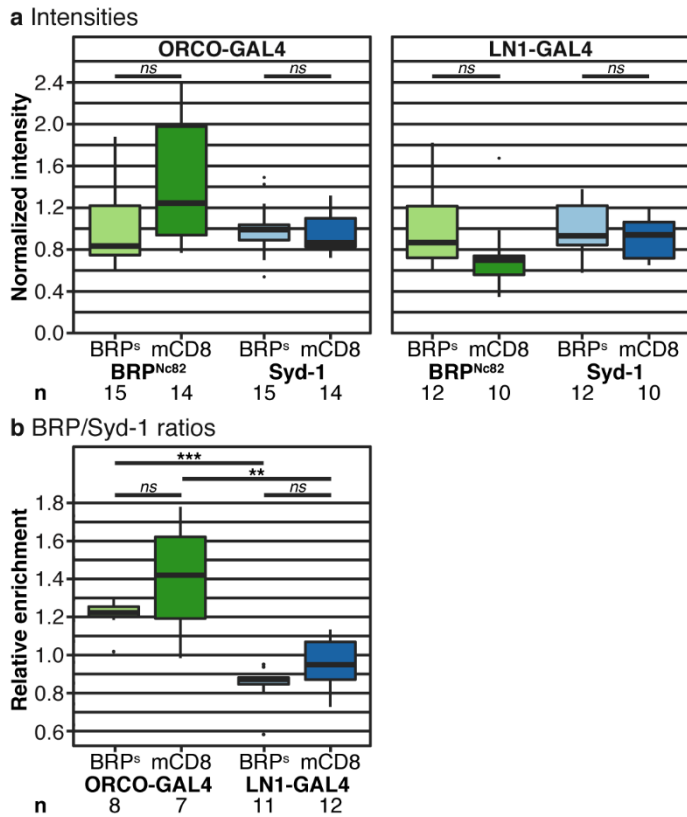 a Intensities
ORCO-GAL4 LN1-GAL4
ns ns ns ns
Normalized intensity
2.4
2.0
1.6
1.2
0.8
0.4
0.0
BRPˢ mCD8 BRPˢ mCD8 BRPˢ mCD8 BRPˢ mCD8
BRPᴺᶜ⁸² Syd-1 BRPᴺᶜ⁸² Syd-1
n 15 14 15 14 12 10 12 10
b BRP/Syd-1 ratios
***
**
ns ns
Relative enrichment
1.8
1.6
1.4
1.2
1.0
0.8
0.6
BRPˢ mCD8 BRPˢ mCD8
ORCO-GAL4 LN1-GAL4
n 8 7 11 12